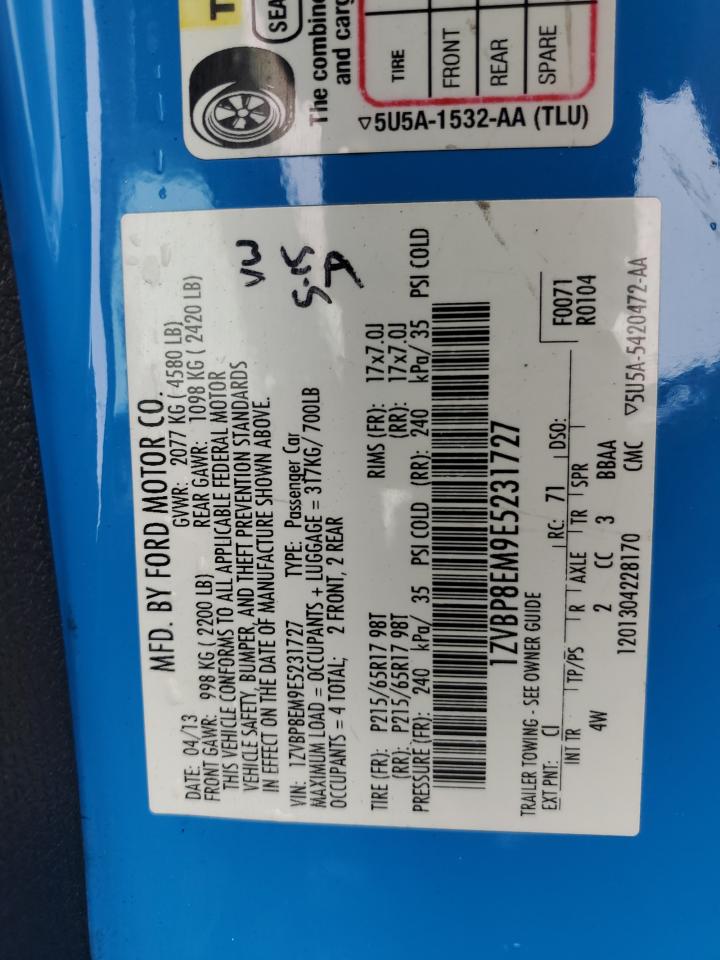 T
SEA
The combine
and carg
TIRE
FRONT
REAR
SPARE
▽5U5A-1532-AA (TLU)
MFD. BY FORD MOTOR CO.
DATE: 04/13 GVWR: 2077 KG ( 4580 LB)
FRONT GAWR: 998 KG ( 2200 LB) REAR GAWR: 1098 KG ( 2420 LB)
THIS VEHICLE CONFORMS TO ALL APPLICABLE FEDERAL MOTOR
VEHICLE SAFETY, BUMPER, AND THEFT PREVENTION STANDARDS
IN EFFECT ON THE DATE OF MANUFACTURE SHOWN ABOVE.
VIN: 1ZVBP8EM9E5231727 TYPE: Passenger Car
MAXIMUM LOAD = OCCUPANTS + LUGGAGE = 317KG/700LB
OCCUPANTS = 4 TOTAL; 2 FRONT, 2 REAR
TIRE (FR): P215/65R17 98T RIMS (FR): 17x7.0J
(RR): P215/65R17 98T (RR): 17x7.0J
PRESSURE (FR): 240 kPa/ 35 PSI COLD (RR): 240 kPa/ 35 PSI COLD
1ZVBP8EM9E5231727
TRAILER TOWING - SEE OWNER GUIDE
EXT PNT: CI RC: 71 DSO: F0071
R0104
INT TR TP/PS R AXLE TR SPR
4W 2 CC 3 BBAA
1201304228170 CMC ▽5U5A-5420472-AA